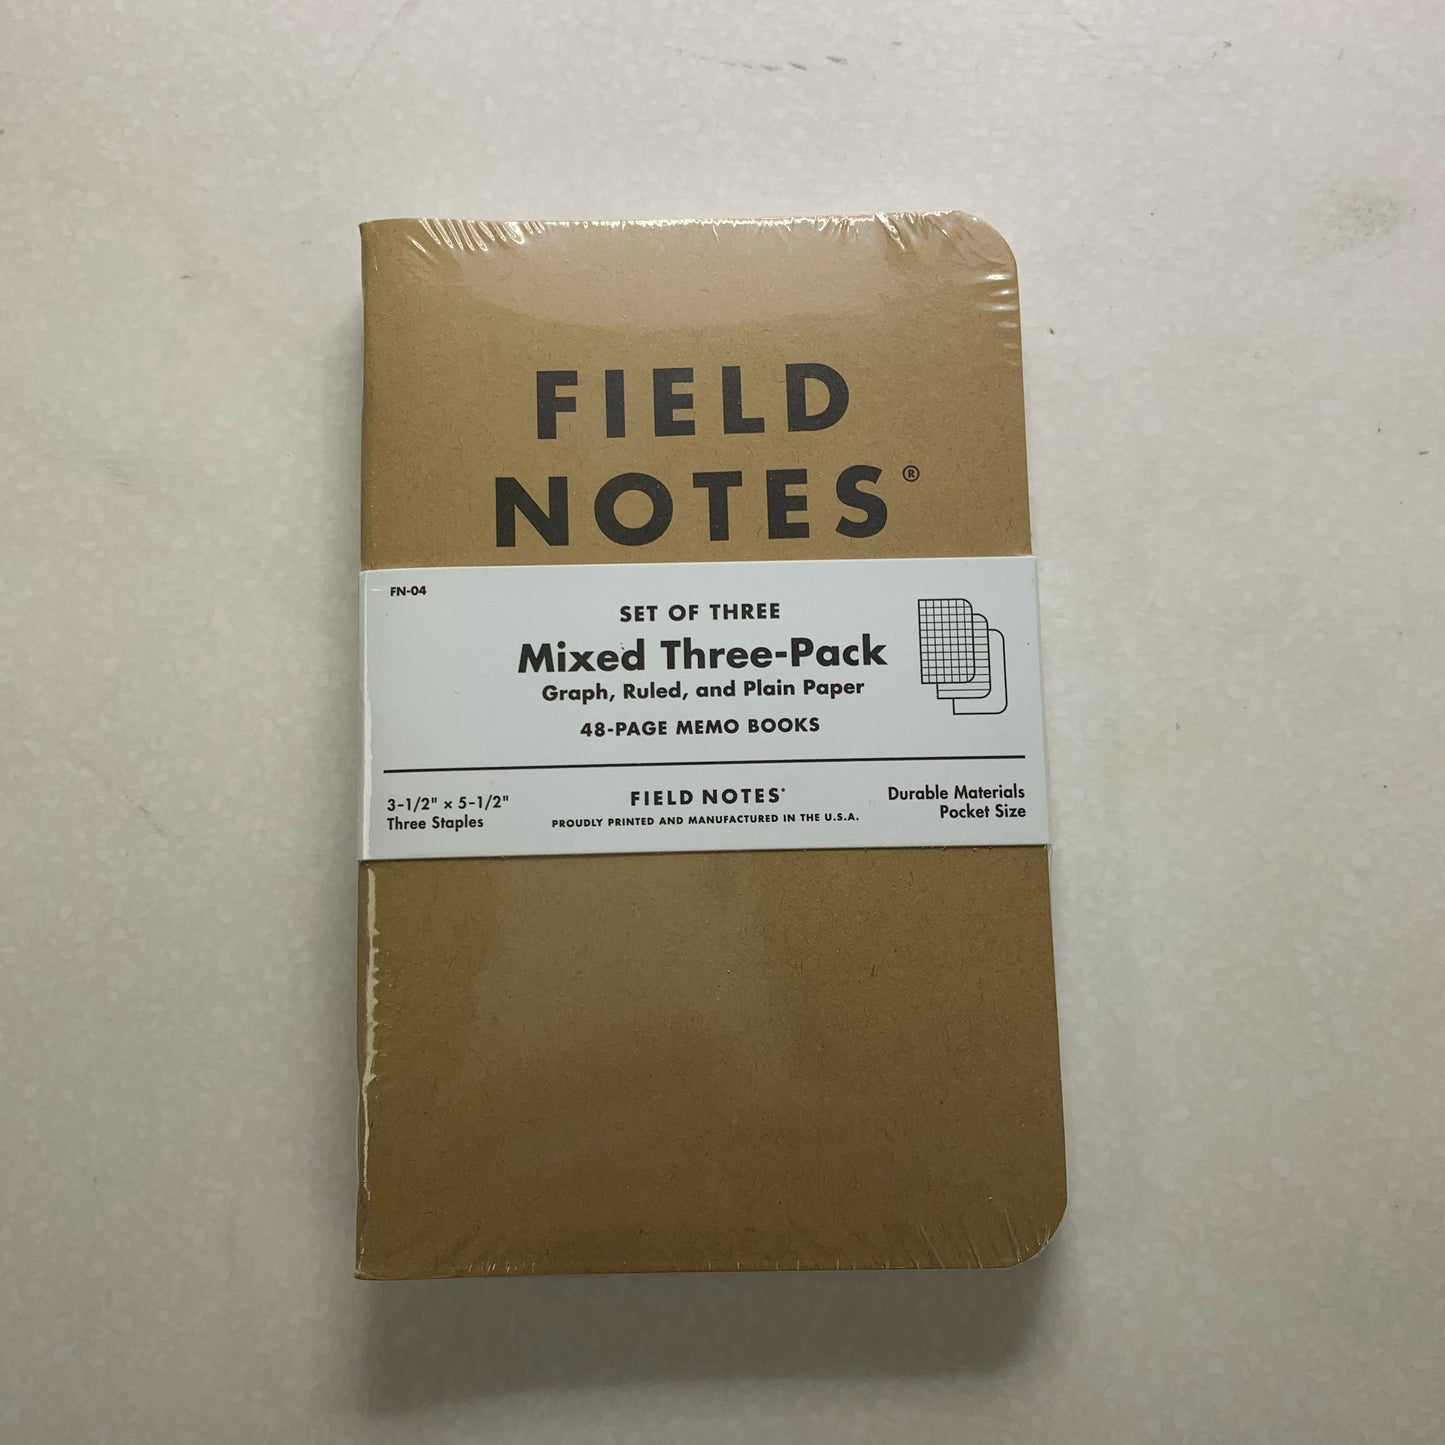 FIELD
NOTES®
FN-04
SET OF THREE
Mixed Three-Pack
Graph, Ruled, and Plain Paper
48-PAGE MEMO BOOKS
3-1/2" × 5-1/2"
Three Staples
FIELD NOTES®
PROUDLY PRINTED AND MANUFACTURED IN THE U.S.A.
Durable Materials
Pocket Size